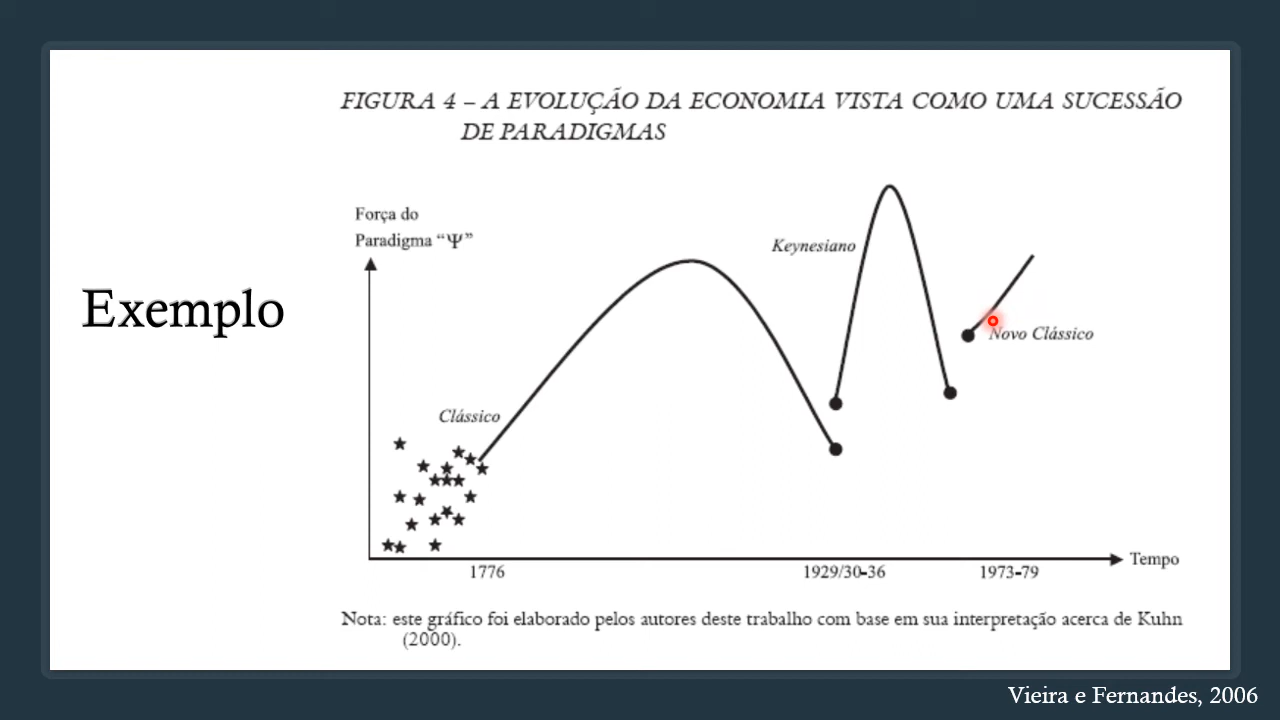 FIGURA 4 – A EVOLUÇÃO DA ECONOMIA VISTA COMO UMA SUCESSÃO
DE PARADIGMAS
Força do
Paradigma “Ψ”
Keynesiano
Exemplo
Novo Clássico
Clássico
Tempo
1776
1929/30-36
1973-79
Nota: este gráfico foi elaborado pelos autores deste trabalho com base em sua interpretação acerca de Kuhn
(2000).
Vieira e Fernandes, 2006